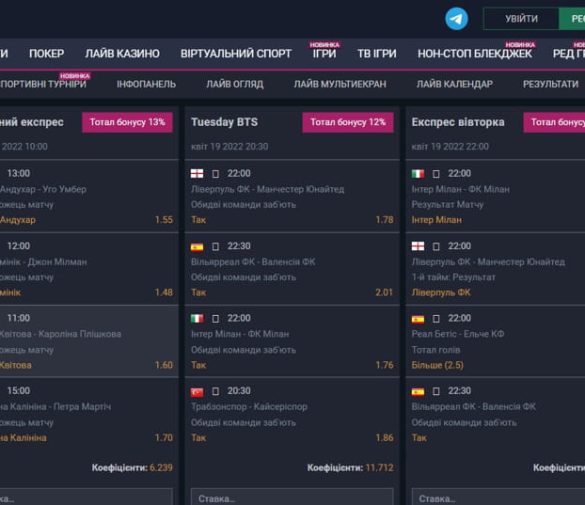 УВІЙТИ
ПОКЕР ЛАЙВ КАЗИНО ВІРТУАЛЬНИЙ СПОРТ ІГРИ НОВИНКА ТВ ІГРИ НОН-СТОП БЛЕКДЖЕК НОВИНКА РЕД
ПОРТИВНІ ТУРНІРИ НОВИНКА ІНФОПАНЕЛЬ ЛАЙВ ОГЛЯД ЛАЙВ МУЛЬТИЕКРАН ЛАЙВ КАЛЕНДАР РЕЗУЛЬТАТИ
ний експрес Тотал бонусу 13%
2022 10:00
13:00
Андухар - Уго Умбер
ожець матчу
Андухар 1.55
12:00
мінік - Джон Мілман
ожець матчу
мінік 1.48
11:00
Квітова - Кароліна Плішкова
ожець матчу
Квітова 1.60
15:00
на Калініна - Петра Мартіч
ожець матчу
на Калініна 1.70
Коефіцієнти: 6.239
ка...
Tuesday BTS Тотал бонусу 12%
квіт 19 2022 20:30
22:00
Ліверпуль ФК - Манчестер Юнайтед
Обидві команди заб'ють
Так 1.78
22:30
Вільярреал ФК - Валенсія ФК
Обидві команди заб'ють
Так 2.01
22:00
Інтер Мілан - ФК Мілан
Обидві команди заб'ють
Так 1.76
20:30
Трабзонспор - Кайсеріспор
Обидві команди заб'ють
Так 1.86
Коефіцієнти: 11.712
Ставка...
Експрес вівторка Тотал бонусу
квіт 19 2022 22:00
22:00
Інтер Мілан - ФК Мілан
Результат Матчу
Інтер Мілан
22:00
Ліверпуль ФК - Манчестер Юнайтед
1-й тайм: Результат
Ліверпуль ФК
22:00
Реал Бетіс - Ельче КФ
Тотал голів
Більше (2.5)
22:30
Вільярреал ФК - Валенсія ФК
Обидві команди заб'ють
Так
Коефіцієнти
Ставка...